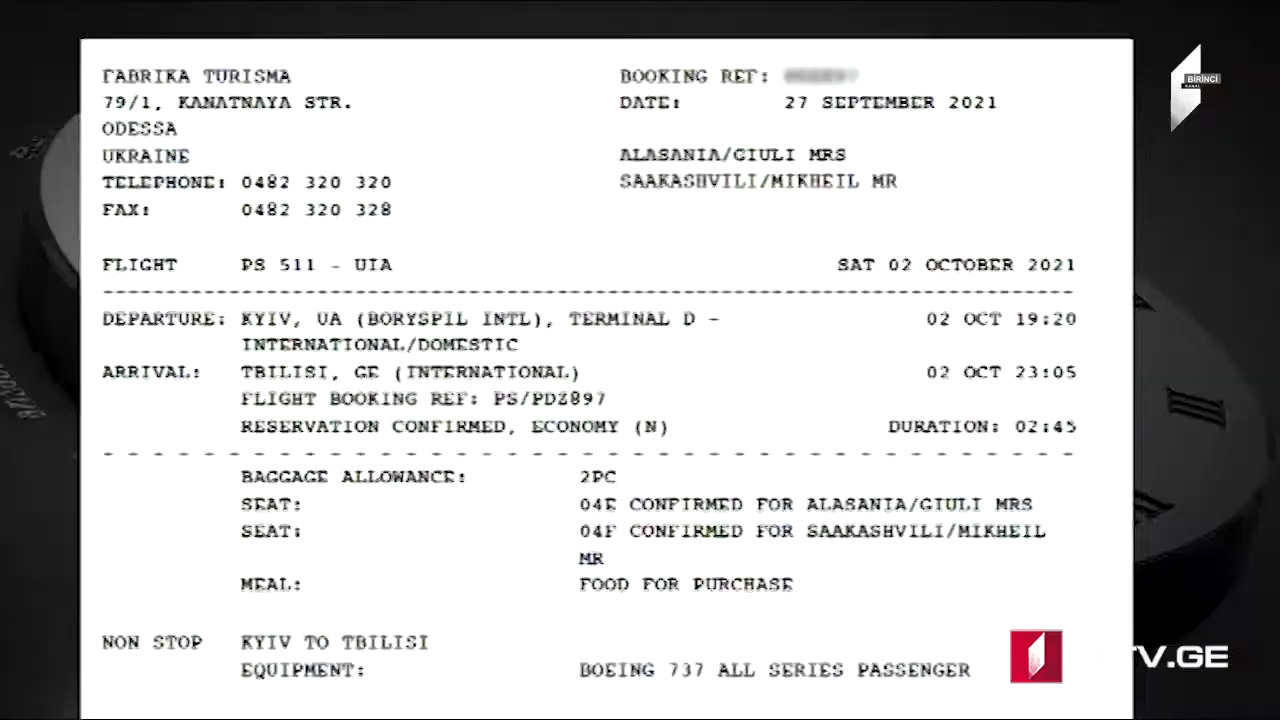 FABRIKA TURISMA
79/1, KANATNAYA STR.
ODESSA
UKRAINE
TELEPHONE: 0482 320 320
FAX: 0482 320 328
BOOKING REF:
DATE: 27 SEPTEMBER 2021
ALASANIA/GIULI MRS
SAAKASHVILI/MIKHEIL MR
FLIGHT PS 511 - UIA SAT 02 OCTOBER 2021
DEPARTURE: KYIV, UA (BORYSPIL INTL), TERMINAL D - 02 OCT 19:20
INTERNATIONAL/DOMESTIC
ARRIVAL: TBILISI, GE (INTERNATIONAL) 02 OCT 23:05
FLIGHT BOOKING REF: PS/PDZ897
RESERVATION CONFIRMED, ECONOMY (N) DURATION: 02:45
BAGGAGE ALLOWANCE: 2PC
SEAT: 04E CONFIRMED FOR ALASANIA/GIULI MRS
SEAT: 04F CONFIRMED FOR SAAKASHVILI/MIKHEIL
MR
MEAL: FOOD FOR PURCHASE
NON STOP KYIV TO TBILISI
EQUIPMENT: BOEING 737 ALL SERIES PASSENGER
BIRINCI
KANAL
TV.GE